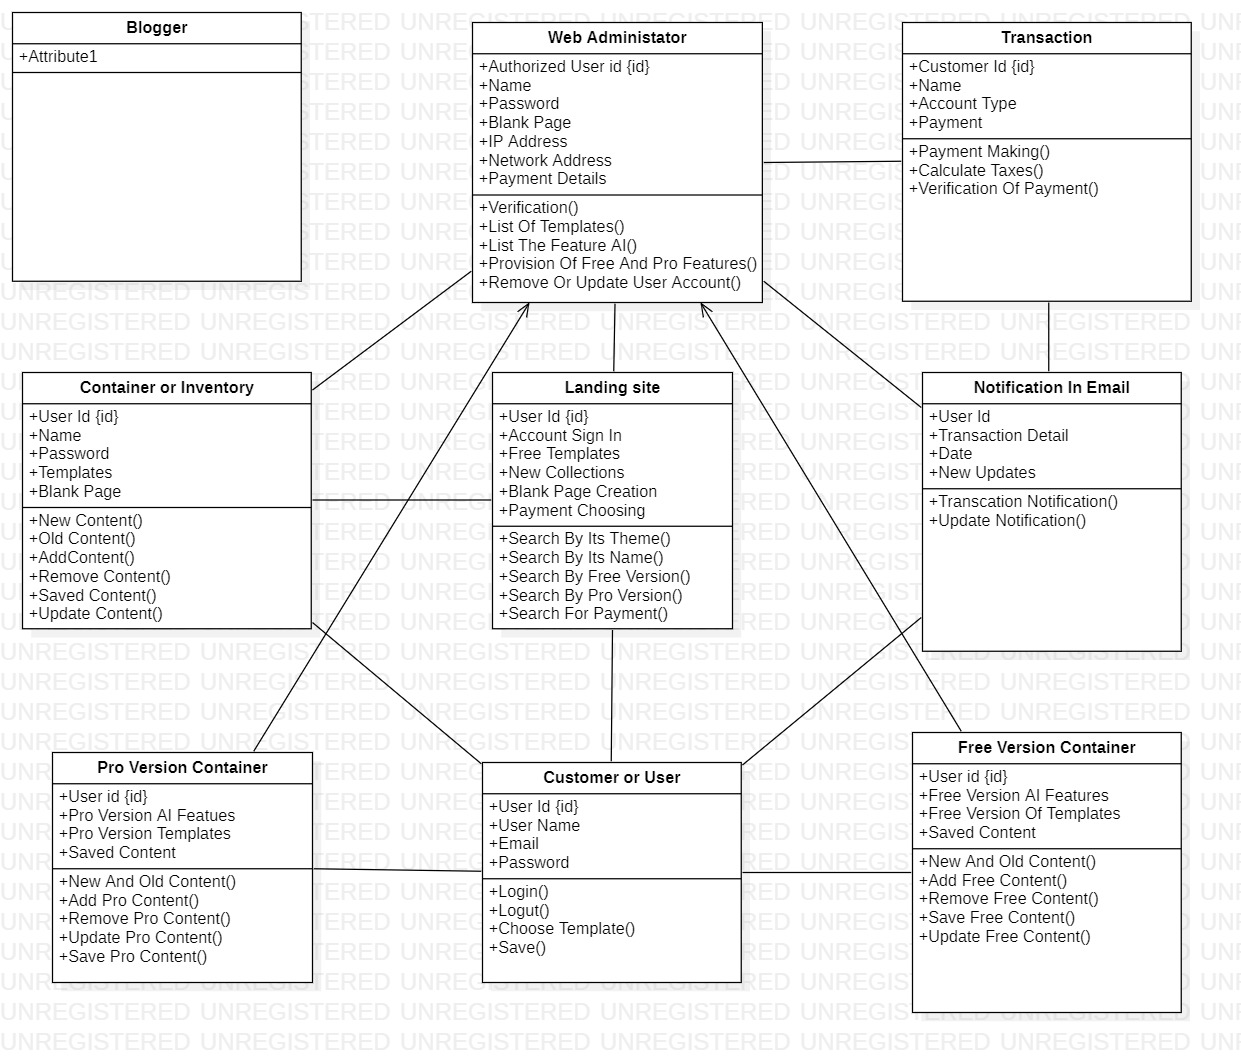 Blogger
+Attribute1
Web Administator
+Authorized User id {id}
+Name
+Password
+Blank Page
+IP Address
+Network Address
+Payment Details
+Verification()
+List Of Templates()
+List The Feature AI()
+Provision Of Free And Pro Features()
+Remove Or Update User Account()
Transaction
+Customer Id {id}
+Name
+Account Type
+Payment
+Payment Making()
+Calculate Taxes()
+Verification Of Payment()
Container or Inventory
+User Id {id}
+Name
+Password
+Templates
+Blank Page
+New Content()
+Old Content()
+AddContent()
+Remove Content()
+Saved Content()
+Update Content()
Landing site
+User Id {id}
+Account Sign In
+Free Templates
+New Collections
+Blank Page Creation
+Payment Choosing
+Search By Its Theme()
+Search By Its Name()
+Search By Free Version()
+Search By Pro Version()
+Search For Payment()
Notification In Email
+User Id
+Transaction Detail
+Date
+New Updates
+Transcation Notification()
+Update Notification()
Pro Version Container
+User id {id}
+Pro Version AI Featues
+Pro Version Templates
+Saved Content
+New And Old Content()
+Add Pro Content()
+Remove Pro Content()
+Update Pro Content()
+Save Pro Content()
Customer or User
+User Id {id}
+User Name
+Email
+Password
+Login()
+Logut()
+Choose Template()
+Save()
Free Version Container
+User id {id}
+Free Version AI Features
+Free Version Of Templates
+Saved Content
+New And Old Content()
+Add Free Content()
+Remove Free Content()
+Save Free Content()
+Update Free Content()
UNREGISTERED